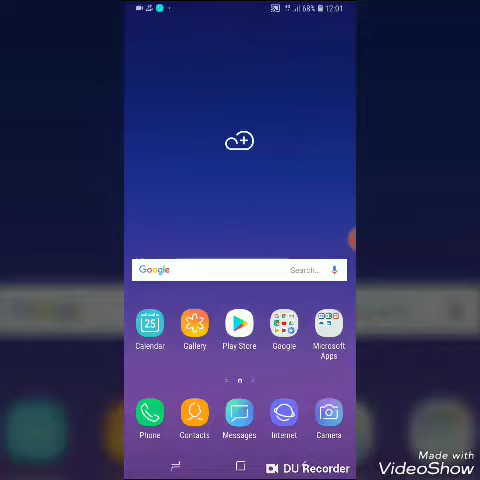 68% 12:01
Google Search...
25
Calendar Gallery Play Store Google Microsoft Apps
Phone Contacts Messages Internet Camera
DU Recorder
Made with
VideoShow